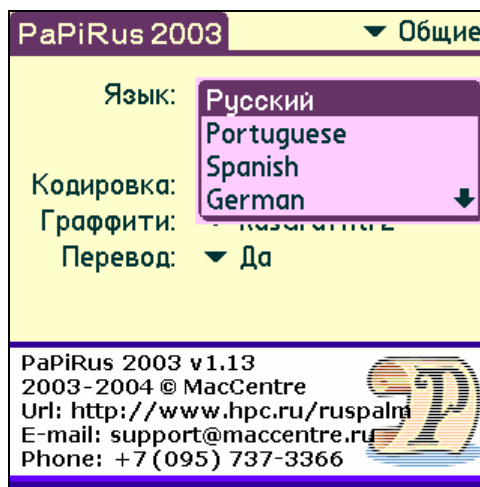 PaPiRus 2003 Общие
Язык:
Русский
Portuguese
Spanish
German
Кодировка:
Граффити:
Перевод: Да
PaPiRus 2003 v1.13
2003-2004 © MacCentre
Url: http://www.hpc.ru/ruspalm
E-mail: support@maccentre.ru
Phone: +7 (095) 737-3366